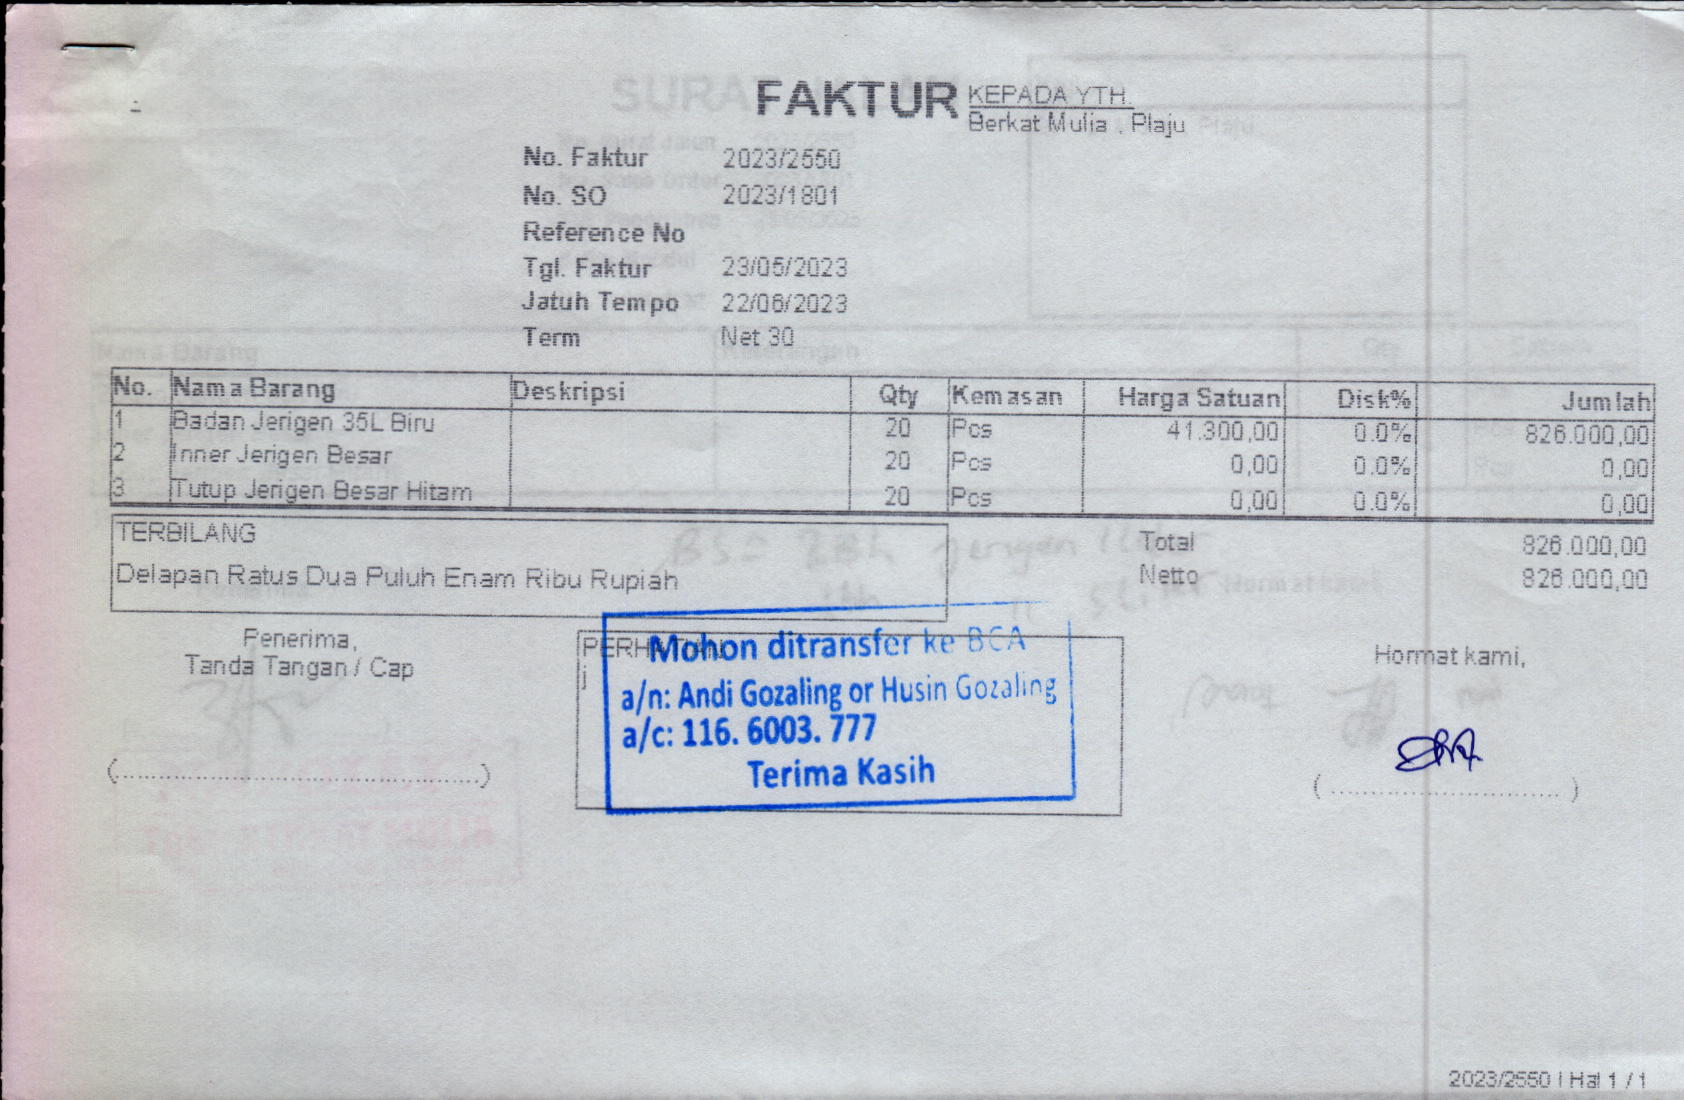 FAKTUR
KEPADA YTH.
Berkat Mulia . Plaju
No. Faktur 2023/2550
No. SO 2023/1801
Reference No
Tgl. Faktur 23/05/2023
Jatuh Tempo 22/06/2023
Term Net 30
No. Nama Barang Deskripsi Qty Kemasan Harga Satuan Disk% Jumlah
1 Badan Jerigen 35L Biru 20 Pcs 41.300,00 0.0% 826.000,00
2 Inner Jerigen Besar 20 Pcs 0,00 0.0% 0,00
3 Tutup Jerigen Besar Hitam 20 Pcs 0,00 0.0% 0,00
TERBILANG
Delapan Ratus Dua Puluh Enam Ribu Rupiah
Total 826.000,00
Netto 826.000,00
Penerima,
Tanda Tangan / Cap
(..........................................................)
PERHATIAN
j
Mohon ditransfer ke BCA
a/n: Andi Gozaling or Husin Gozaling
a/c: 116. 6003. 777
Terima Kasih
Hormat kami,
( .................................... )
2023/2550 | Hal 1 / 1